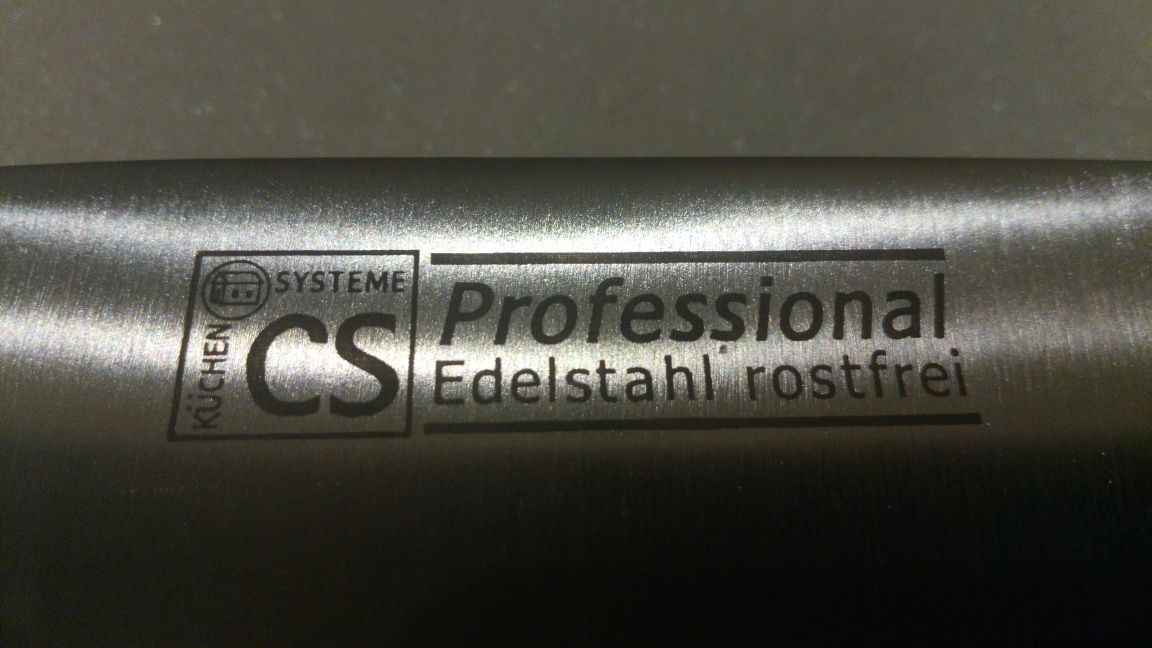 KÜCHEN
SYSTEME
CS
Professional
Edelstahl rostfrei